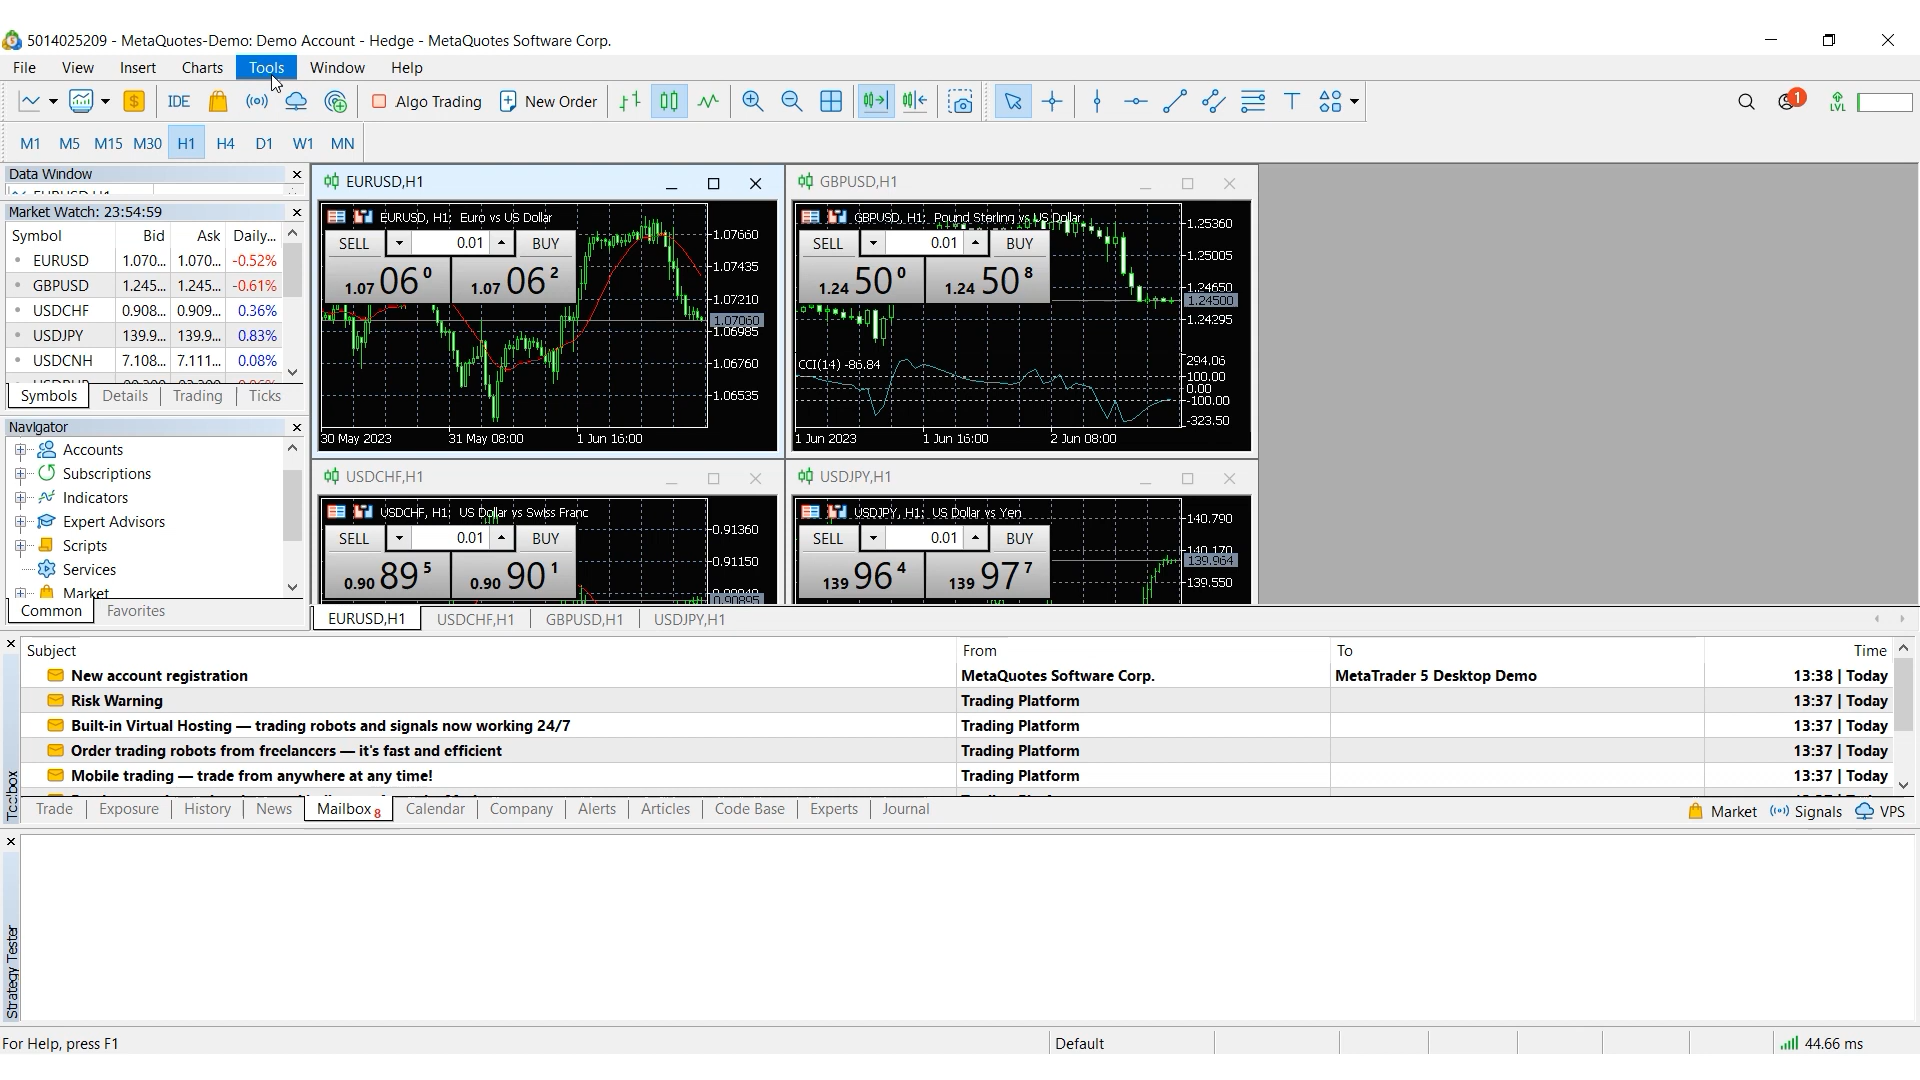 5014025209 - MetaQuotes-Demo: Demo Account - Hedge - MetaQuotes Software Corp.
File View Insert Charts Tools Window Help
IDE Algo Trading New Order 1 LVL
M1 M5 M15 M30 H1 H4 D1 W1 MN
Data Window
Market Watch: 23:54:59
Symbol Bid Ask Daily...
EURUSD 1.070... 1.070... -0.52%
GBPUSD 1.245... 1.245... -0.61%
USDCHF 0.908... 0.909... 0.36%
USDJPY 139.9... 139.9... 0.83%
USDCNH 7.108... 7.111... 0.08%
Symbols Details Trading Ticks
Navigator
Accounts
Subscriptions
Indicators
Expert Advisors
Scripts
Services
Market
Common Favorites
EURUSD,H1
EURUSD, H1: Euro vs US Dollar
SELL 0.01 BUY
1.07 06 0 1.07 06 2
1.07660
1.07435
1.07210
1.07060
1.06985
1.06760
1.06535
30 May 2023 31 May 08:00 1 Jun 16:00
GBPUSD,H1
GBPUSD, H1: Pound Sterling vs US Dollar
SELL 0.01 BUY
1.24 50 0 1.24 50 8
1.25360
1.25005
1.24650
1.24500
1.24295
CCI(14) -86.84
294.06
100.00
0.00
-100.00
-323.50
1 Jun 2023 1 Jun 16:00 2 Jun 08:00
USDCHF,H1
USDCHF, H1: US Dollar vs Swiss Franc
SELL 0.01 BUY
0.90 89 5 0.90 90 1
0.91360
0.91150
0.90895
USDJPY,H1
USDJPY, H1: US Dollar vs Yen
SELL 0.01 BUY
139 96 4 139 97 7
140.790
140.170
139.964
139.550
EURUSD,H1 USDCHF,H1 GBPUSD,H1 USDJPY,H1
Subject From To Time
New account registration MetaQuotes Software Corp. MetaTrader 5 Desktop Demo 13:38 | Today
Risk Warning Trading Platform 13:37 | Today
Built-in Virtual Hosting — trading robots and signals now working 24/7 Trading Platform 13:37 | Today
Order trading robots from freelancers — it's fast and efficient Trading Platform 13:37 | Today
Mobile trading — trade from anywhere at any time! Trading Platform 13:37 | Today
Toolbox
Trade Exposure History News Mailbox 8 Calendar Company Alerts Articles Code Base Experts Journal Market Signals VPS
Strategy Tester
For Help, press F1 Default 44.66 ms